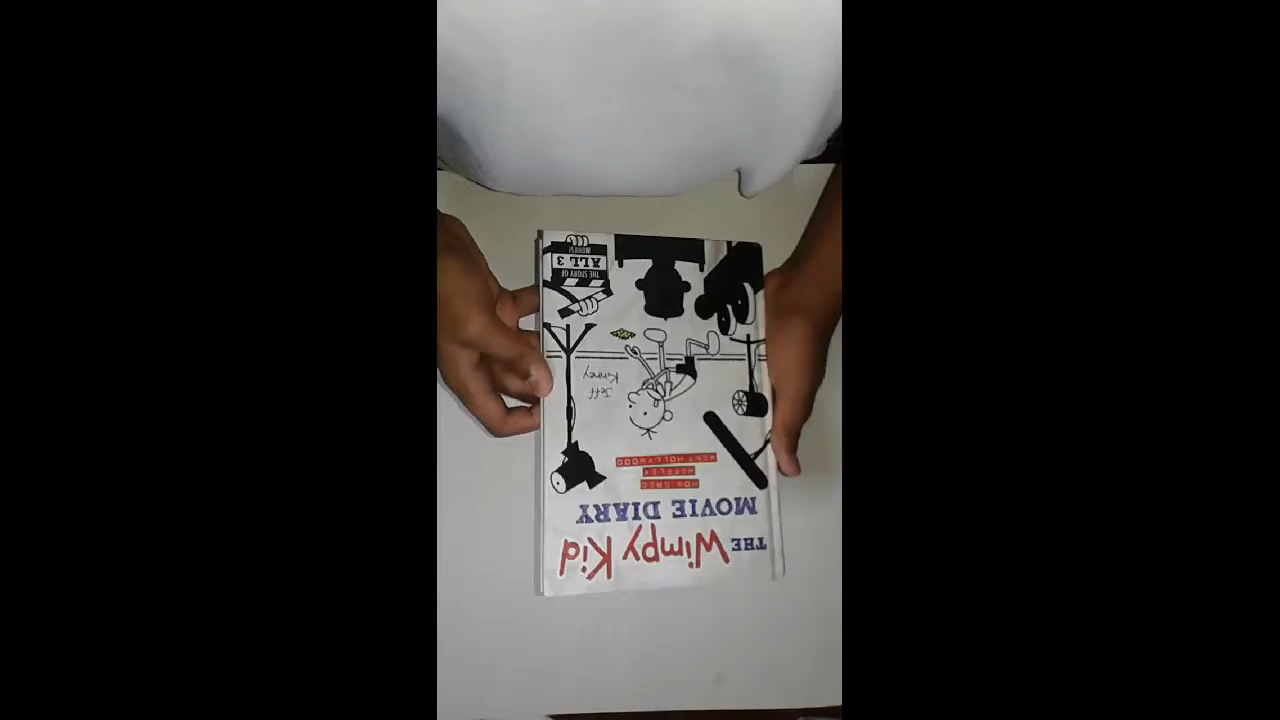 THE Wimpy Kid
MOVIE DIARY
HOW GREG
HEFFLEY
WENT HOLLYWOOD
Jeff
Kinney
THE STORY OF
ALL 3
MOVIES!